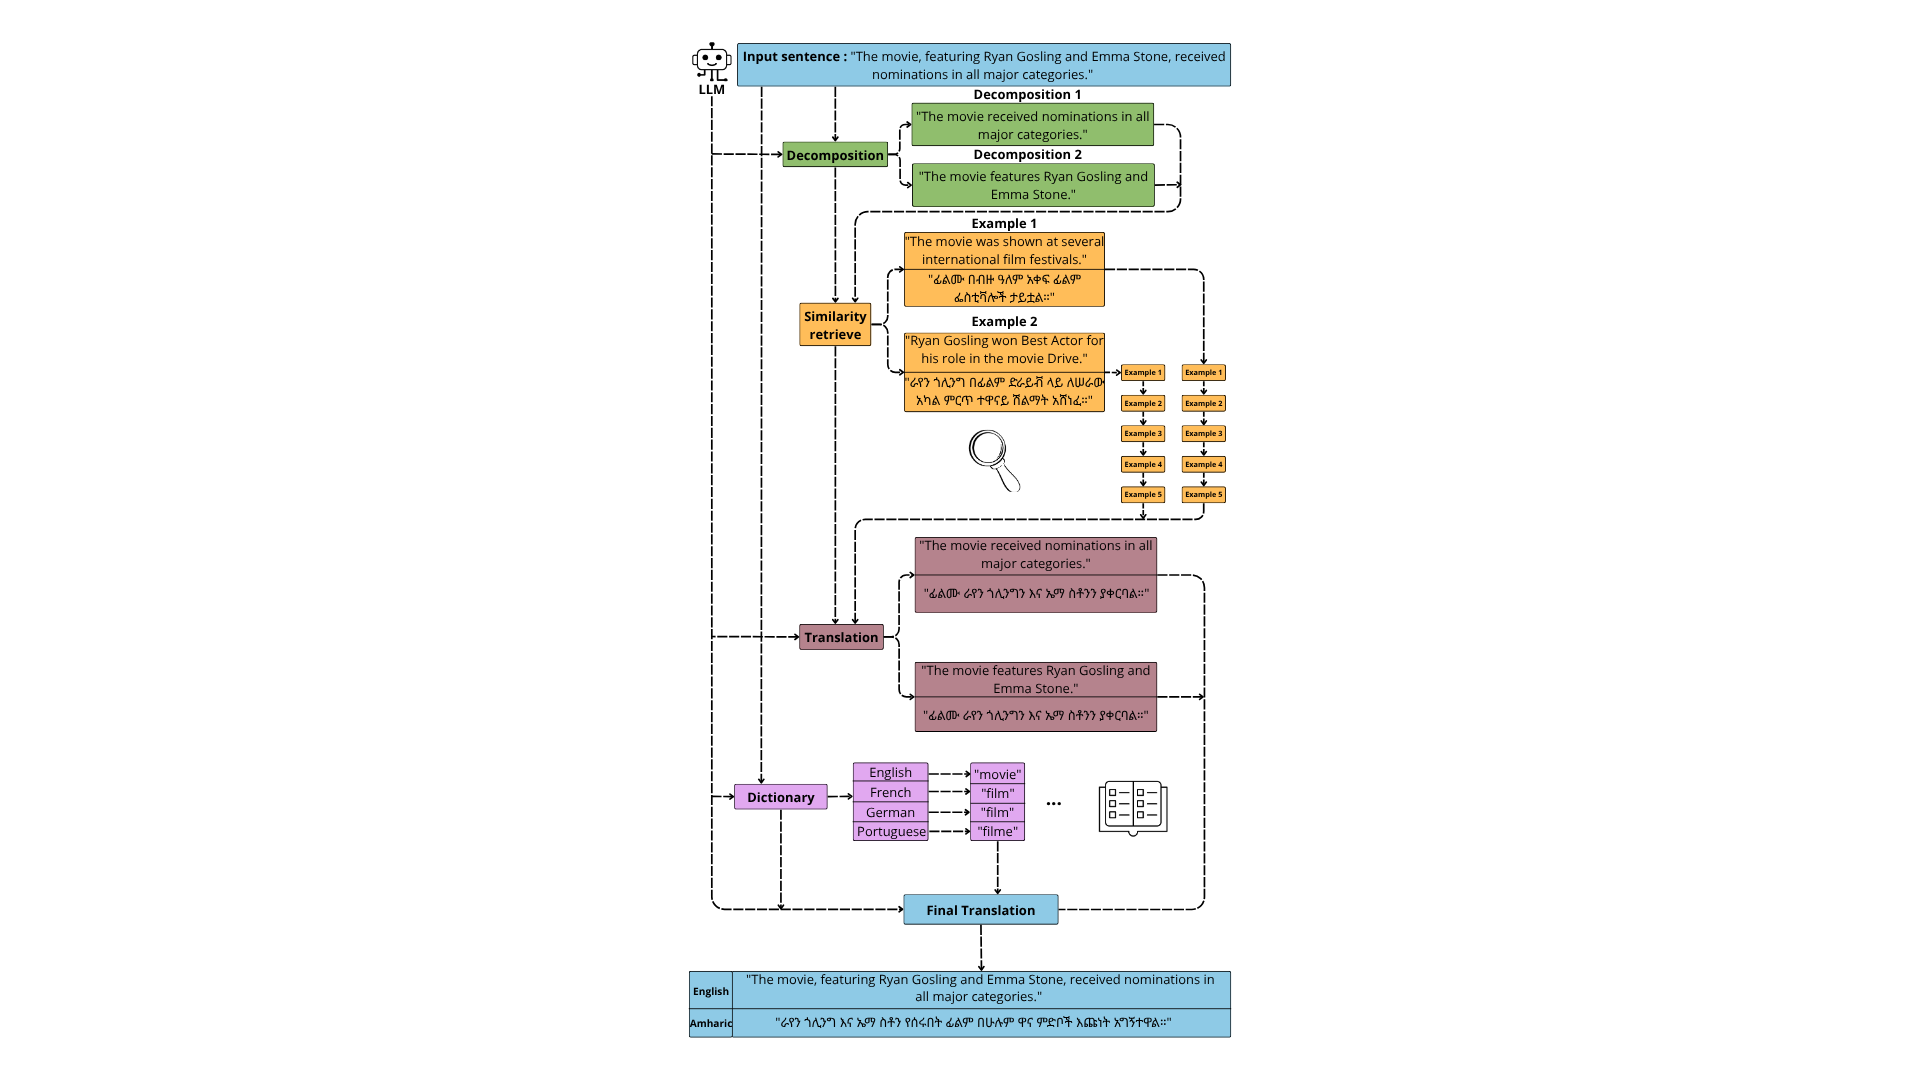 Input sentence : "The movie, featuring Ryan Gosling and Emma Stone, received
nominations in all major categories."
LLM
Decomposition 1
"The movie received nominations in all
major categories."
Decomposition
Decomposition 2
"The movie features Ryan Gosling and
Emma Stone."
Example 1
"The movie was shown at several
international film festivals."
"ፊልሙ በብዙ ዓለም አቀፍ ፊልም
ፌስቲቫሎች ታይቷል።"
Similarity
retrieve
Example 2
"Ryan Gosling won Best Actor for
his role in the movie Drive."
"ራየን ጎሊንግ በፊልም ድራይቭ ላይ ለሠራው
አካል ምርጥ ተዋናይ ሽልማት አሸነፈ።"
Example 1
Example 2
Example 3
Example 4
Example 5
Example 1
Example 2
Example 3
Example 4
Example 5
"The movie received nominations in all
major categories."
"ፊልሙ ራየን ጎሊንግን እና ኤማ ስቶንን ያቀርባል።"
Translation
"The movie features Ryan Gosling and
Emma Stone."
"ፊልሙ ራየን ጎሊንግን እና ኤማ ስቶንን ያቀርባል።"
Dictionary
English
"movie"
French
"film"
German
"film"
Portuguese
"filme"
...
Final Translation
English
"The movie, featuring Ryan Gosling and Emma Stone, received nominations in
all major categories."
Amharic
"ራየን ጎሊንግ እና ኤማ ስቶን የሰሩበት ፊልም በሁሉም ዋና ምድቦች እጩነት አግኝተዋል።"